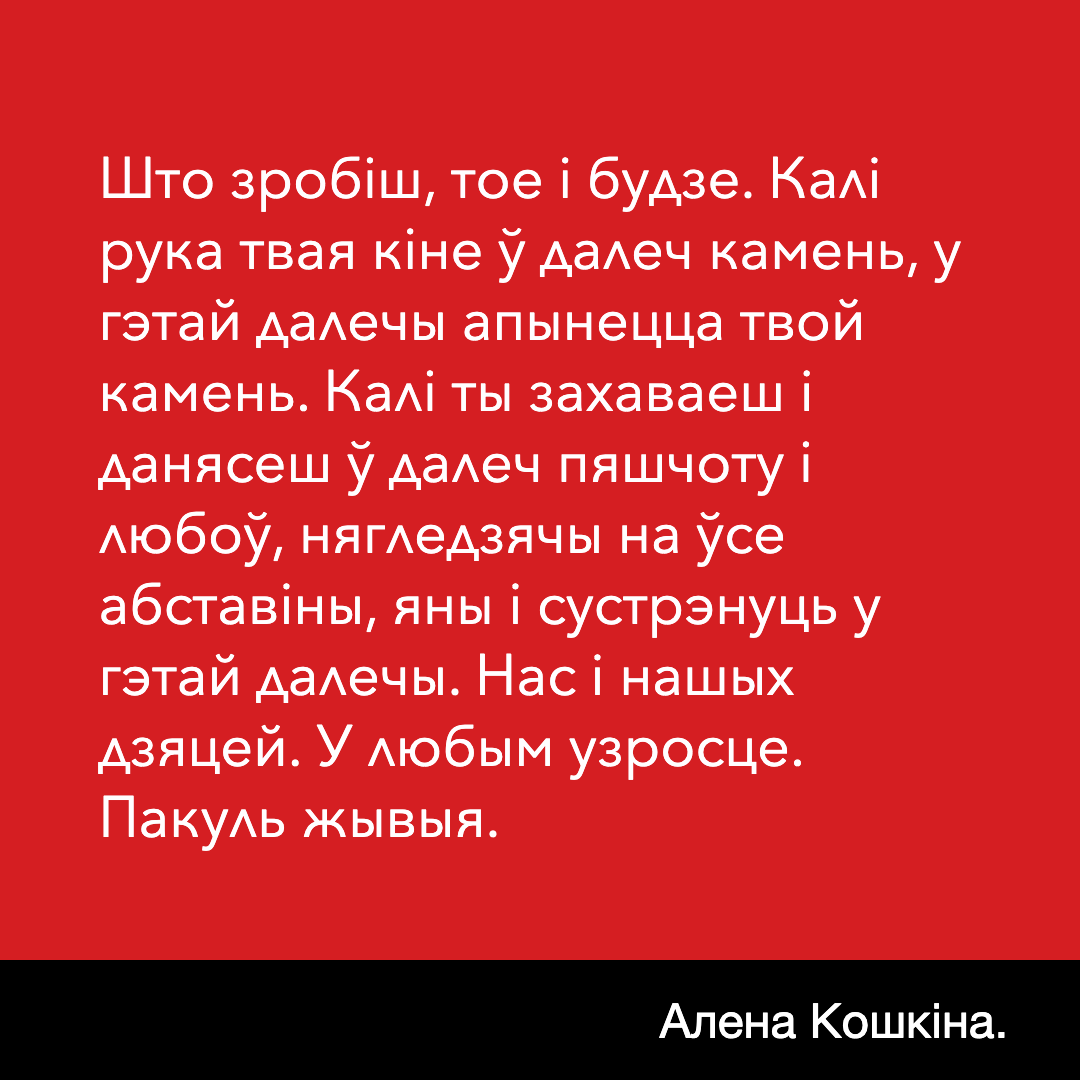 Што зробіш, тое і будзе. Калі
рука твая кіне ў далеч камень, у
гэтай далечы апынецца твой
камень. Калі ты захаваеш і
данясеш ў далеч пяшчоту і
любоў, нягледзячы на ўсе
абставіны, яны і сустрэнуць у
гэтай далечы. Нас і нашых
дзяцей. У любым узросце.
Пакуль жывыя.
Алена Кошкіна.